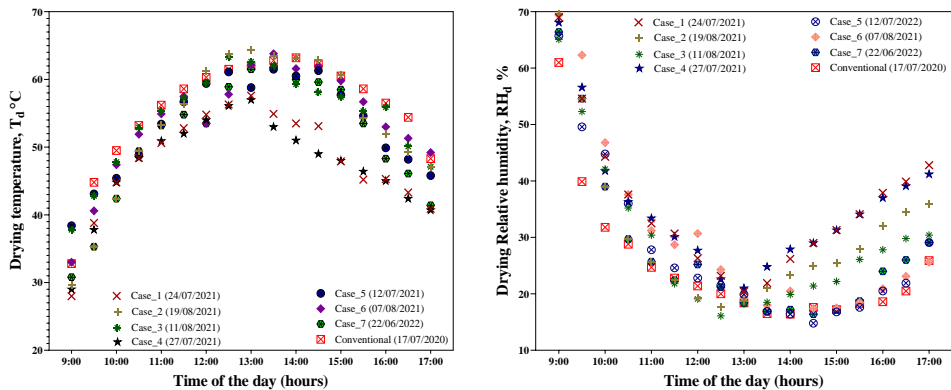 Drying temperature, T_d °C
70
60
50
40
30
20
Case_1 (24/07/2021)
Case_2 (19/08/2021)
Case_3 (11/08/2021)
Case_4 (27/07/2021)
Case_5 (12/07/2021)
Case_6 (07/08/2021)
Case_7 (22/06/2022)
Conventional (17/07/2020)
9:00 10:00 11:00 12:00 13:00 14:00 15:00 16:00 17:00
Time of the day (hours)
Drying Relative humidity, RH_d, %
70
60
50
40
30
20
10
Case_1 (24/07/2021)
Case_2 (19/08/2021)
Case_3 (11/08/2021)
Case_4 (27/07/2021)
Case_5 (12/07/2022)
Case_6 (07/08/2021)
Case_7 (22/06/2022)
Conventional (17/07/2020)
9:00 10:00 11:00 12:00 13:00 14:00 15:00 16:00 17:00
Time of the day (hours)